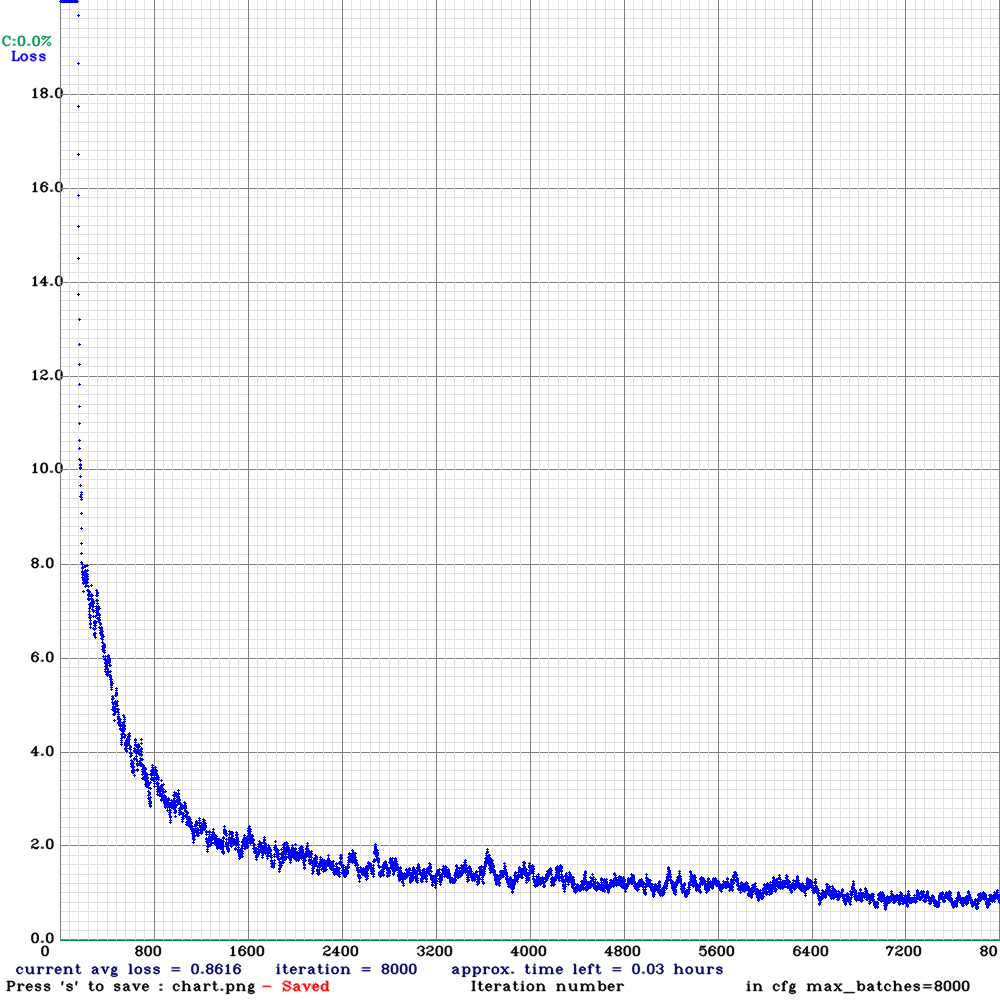 C:0.0%
Loss
18.0
16.0
14.0
12.0
10.0
8.0
6.0
4.0
2.0
0.0
0 800 1600 2400 3200 4000 4800 5600 6400 7200 80
current avg loss = 0.8616 iteration = 8000 approx. time left = 0.03 hours
Press 's' to save : chart.png - Saved Iteration number in cfg max_batches=8000